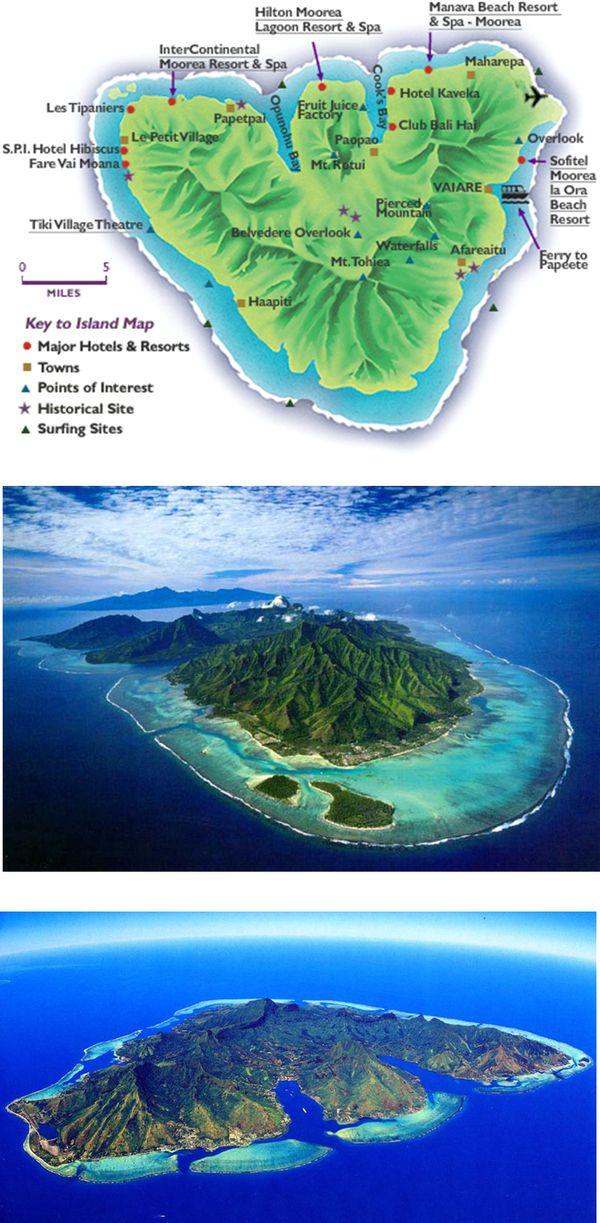 Manava Beach Resort
& Spa - Moorea
Hilton Moorea
Lagoon Resort & Spa
InterContinental
Moorea Resort & Spa
Maharepa
Les Tipaniers
Papetpai
Opunohu Bay
Fruit Juice
Factory
Cook's Bay
Hotel Kaveka
Club Bali Hai
Le Petit Village
Paopao
Overlook
S.P.I. Hotel Hibiscus
Fare Vai Moana
Mt. Rotui
Sofitel
Moorea
la Ora
Beach
Resort
VAIARE
Pierced
Mountain
Tiki Village Theatre
Belvedere Overlook
Waterfalls
Afareaitu
Ferry to
Papeete
Mt. Tohiea
0 5
MILES
Haapiti
Key to Island Map
Major Hotels & Resorts
Towns
Points of Interest
Historical Site
Surfing Sites